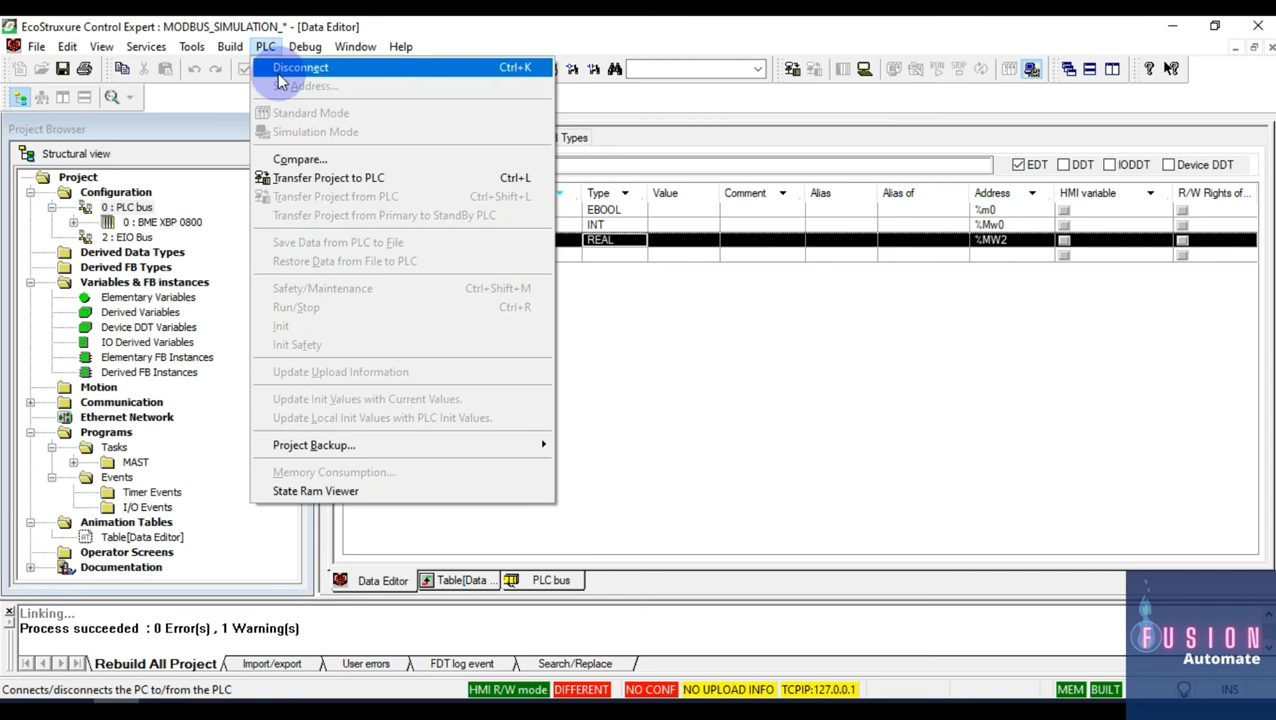 EcoStruxure Control Expert : MODBUS_SIMULATION_* - [Data Editor]
File Edit View Services Tools Build PLC Debug Window Help
Disconnect Ctrl+K
Address...
Standard Mode
Simulation Mode
Compare...
Transfer Project to PLC Ctrl+L
Transfer Project from PLC Ctrl+Shift+L
Transfer Project from Primary to StandBy PLC
Save Data from PLC to File
Restore Data from File to PLC
Safety/Maintenance Ctrl+Shift+M
Run/Stop Ctrl+R
Init
Init Safety
Update Upload Information
Update Init Values with Current Values.
Update Local Init Values with PLC Init Values.
Project Backup...
Memory Consumption...
State Ram Viewer
RUN STOP
Project Browser
Structural view
Project
Configuration
0 : PLC bus
0 : BME XBP 0800
2 : EIO Bus
Derived Data Types
Derived FB Types
Variables & FB instances
Elementary Variables
Derived Variables
Device DDT Variables
IO Derived Variables
Elementary FB Instances
Derived FB Instances
Motion
Communication
Ethernet Network
Programs
Tasks
MAST
Events
Timer Events
I/O Events
Animation Tables
Table[Data Editor]
Operator Screens
Documentation
Types
EDT DDT IODDT Device DDT
Type Value Comment Alias Alias of Address HMI variable R/W Rights of...
EBOOL %m0
INT %Mw0
REAL %MW2
Data Editor Table[Data ... PLC bus
Linking...
Process succeeded : 0 Error(s) , 1 Warning(s)
Rebuild All Project Import/export User errors FDT log event Search/Replace
Connects/disconnects the PC to/from the PLC HMI R/W mode DIFFERENT NO CONF NO UPLOAD INFO TCPIP:127.0.0.1 MEM BUILT INS
FUSION
Automate